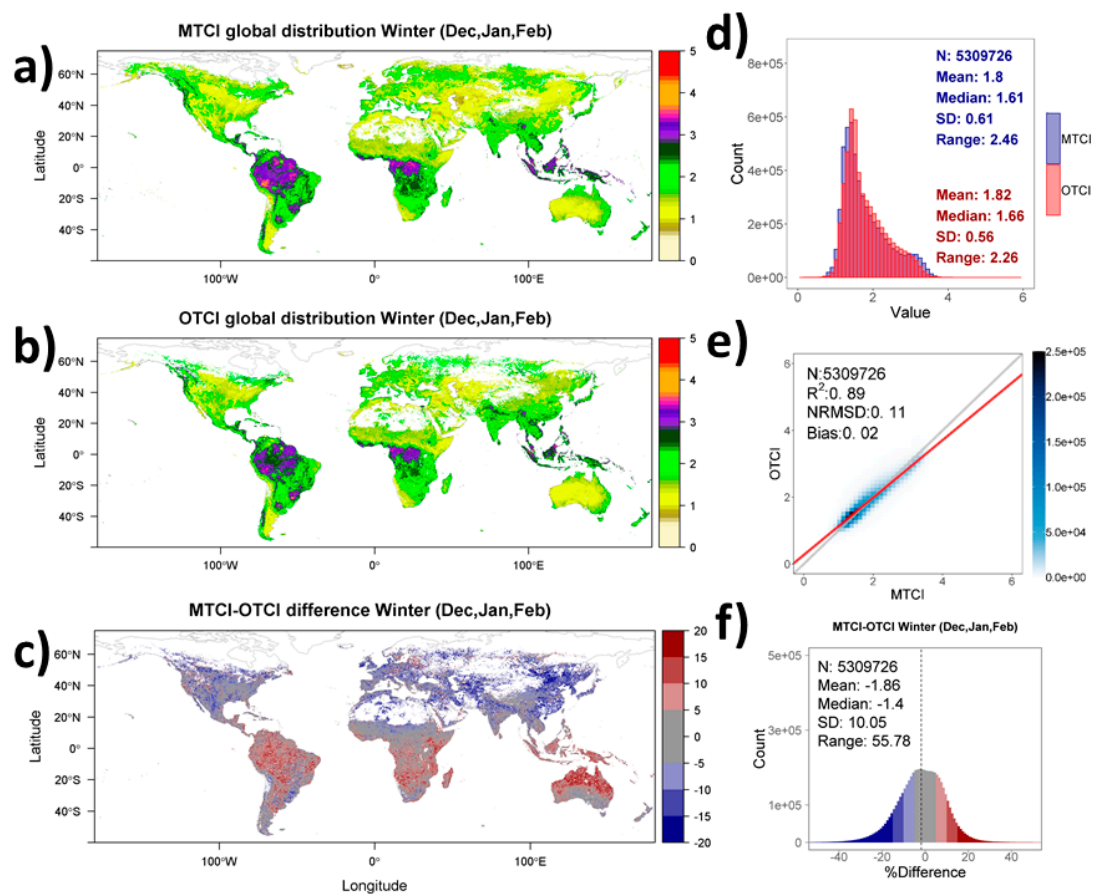 a)
MTCI global distribution Winter (Dec,Jan,Feb)
Latitude
60°N
40°N
20°N
0°
20°S
40°S
100°W
0°
100°E
5
4
3
2
1
0
b)
OTCI global distribution Winter (Dec,Jan,Feb)
Latitude
60°N
40°N
20°N
0°
20°S
40°S
100°W
0°
100°E
5
4
3
2
1
0
c)
MTCI-OTCI difference Winter (Dec,Jan,Feb)
Latitude
60°N
40°N
20°N
0°
20°S
40°S
100°W
0°
100°E
Longitude
20
15
10
5
0
-5
-10
-15
-20
d)
Count
8e+05
6e+05
4e+05
2e+05
0e+00
N: 5309726
Mean: 1.8
Median: 1.61
SD: 0.61
Range: 2.46
Mean: 1.82
Median: 1.66
SD: 0.56
Range: 2.26
0
2
4
6
Value
MTCI
OTCI
e)
OTCI
6
4
2
0
N:5309726
R2:0. 89
NRMSD:0. 11
Bias:0. 02
0
2
4
6
MTCI
2.5e+05
2.0e+05
1.5e+05
1.0e+05
5.0e+04
0.0e+00
f)
MTCI-OTCI Winter (Dec,Jan,Feb)
Count
5e+05
3e+05
1e+05
0
N: 5309726
Mean: -1.86
Median: -1.4
SD: 10.05
Range: 55.78
-40
-20
0
20
40
%Difference